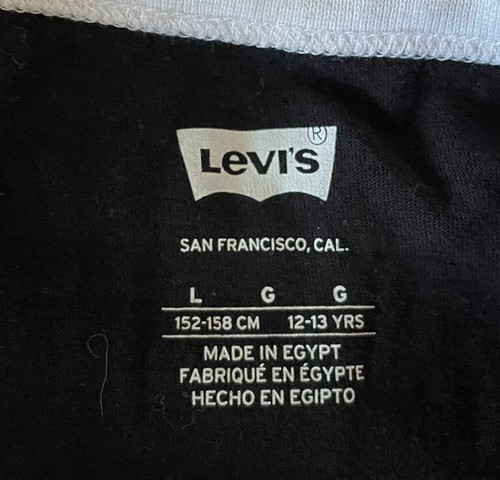 Levi's ®
SAN FRANCISCO, CAL.
L G G
152-158 CM 12-13 YRS
MADE IN EGYPT
FABRIQUÉ EN ÉGYPTE
HECHO EN EGIPTO